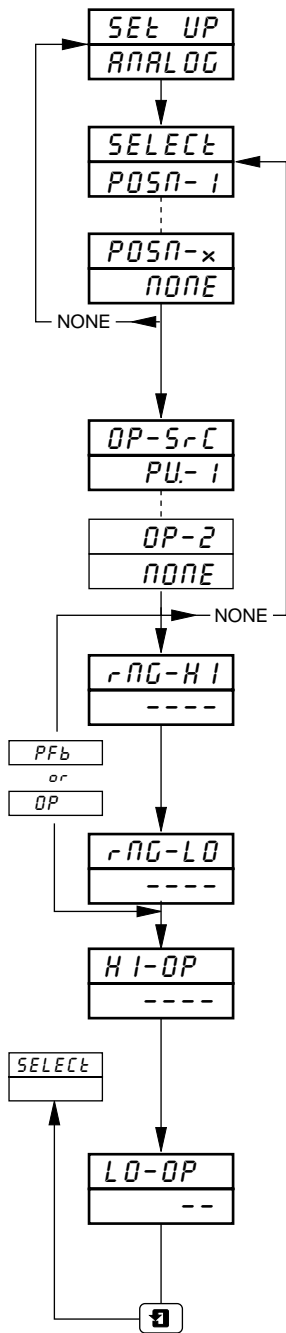 SEt UP
ANALOG
SELECt
POSN-1
POSN-x
NONE
NONE
OP-SrC
PU.-1
OP-2
NONE
NONE
rNG-HI
----
PFb
or
OP
rNG-LO
----
HI-OP
----
SELECt
LO-OP
--